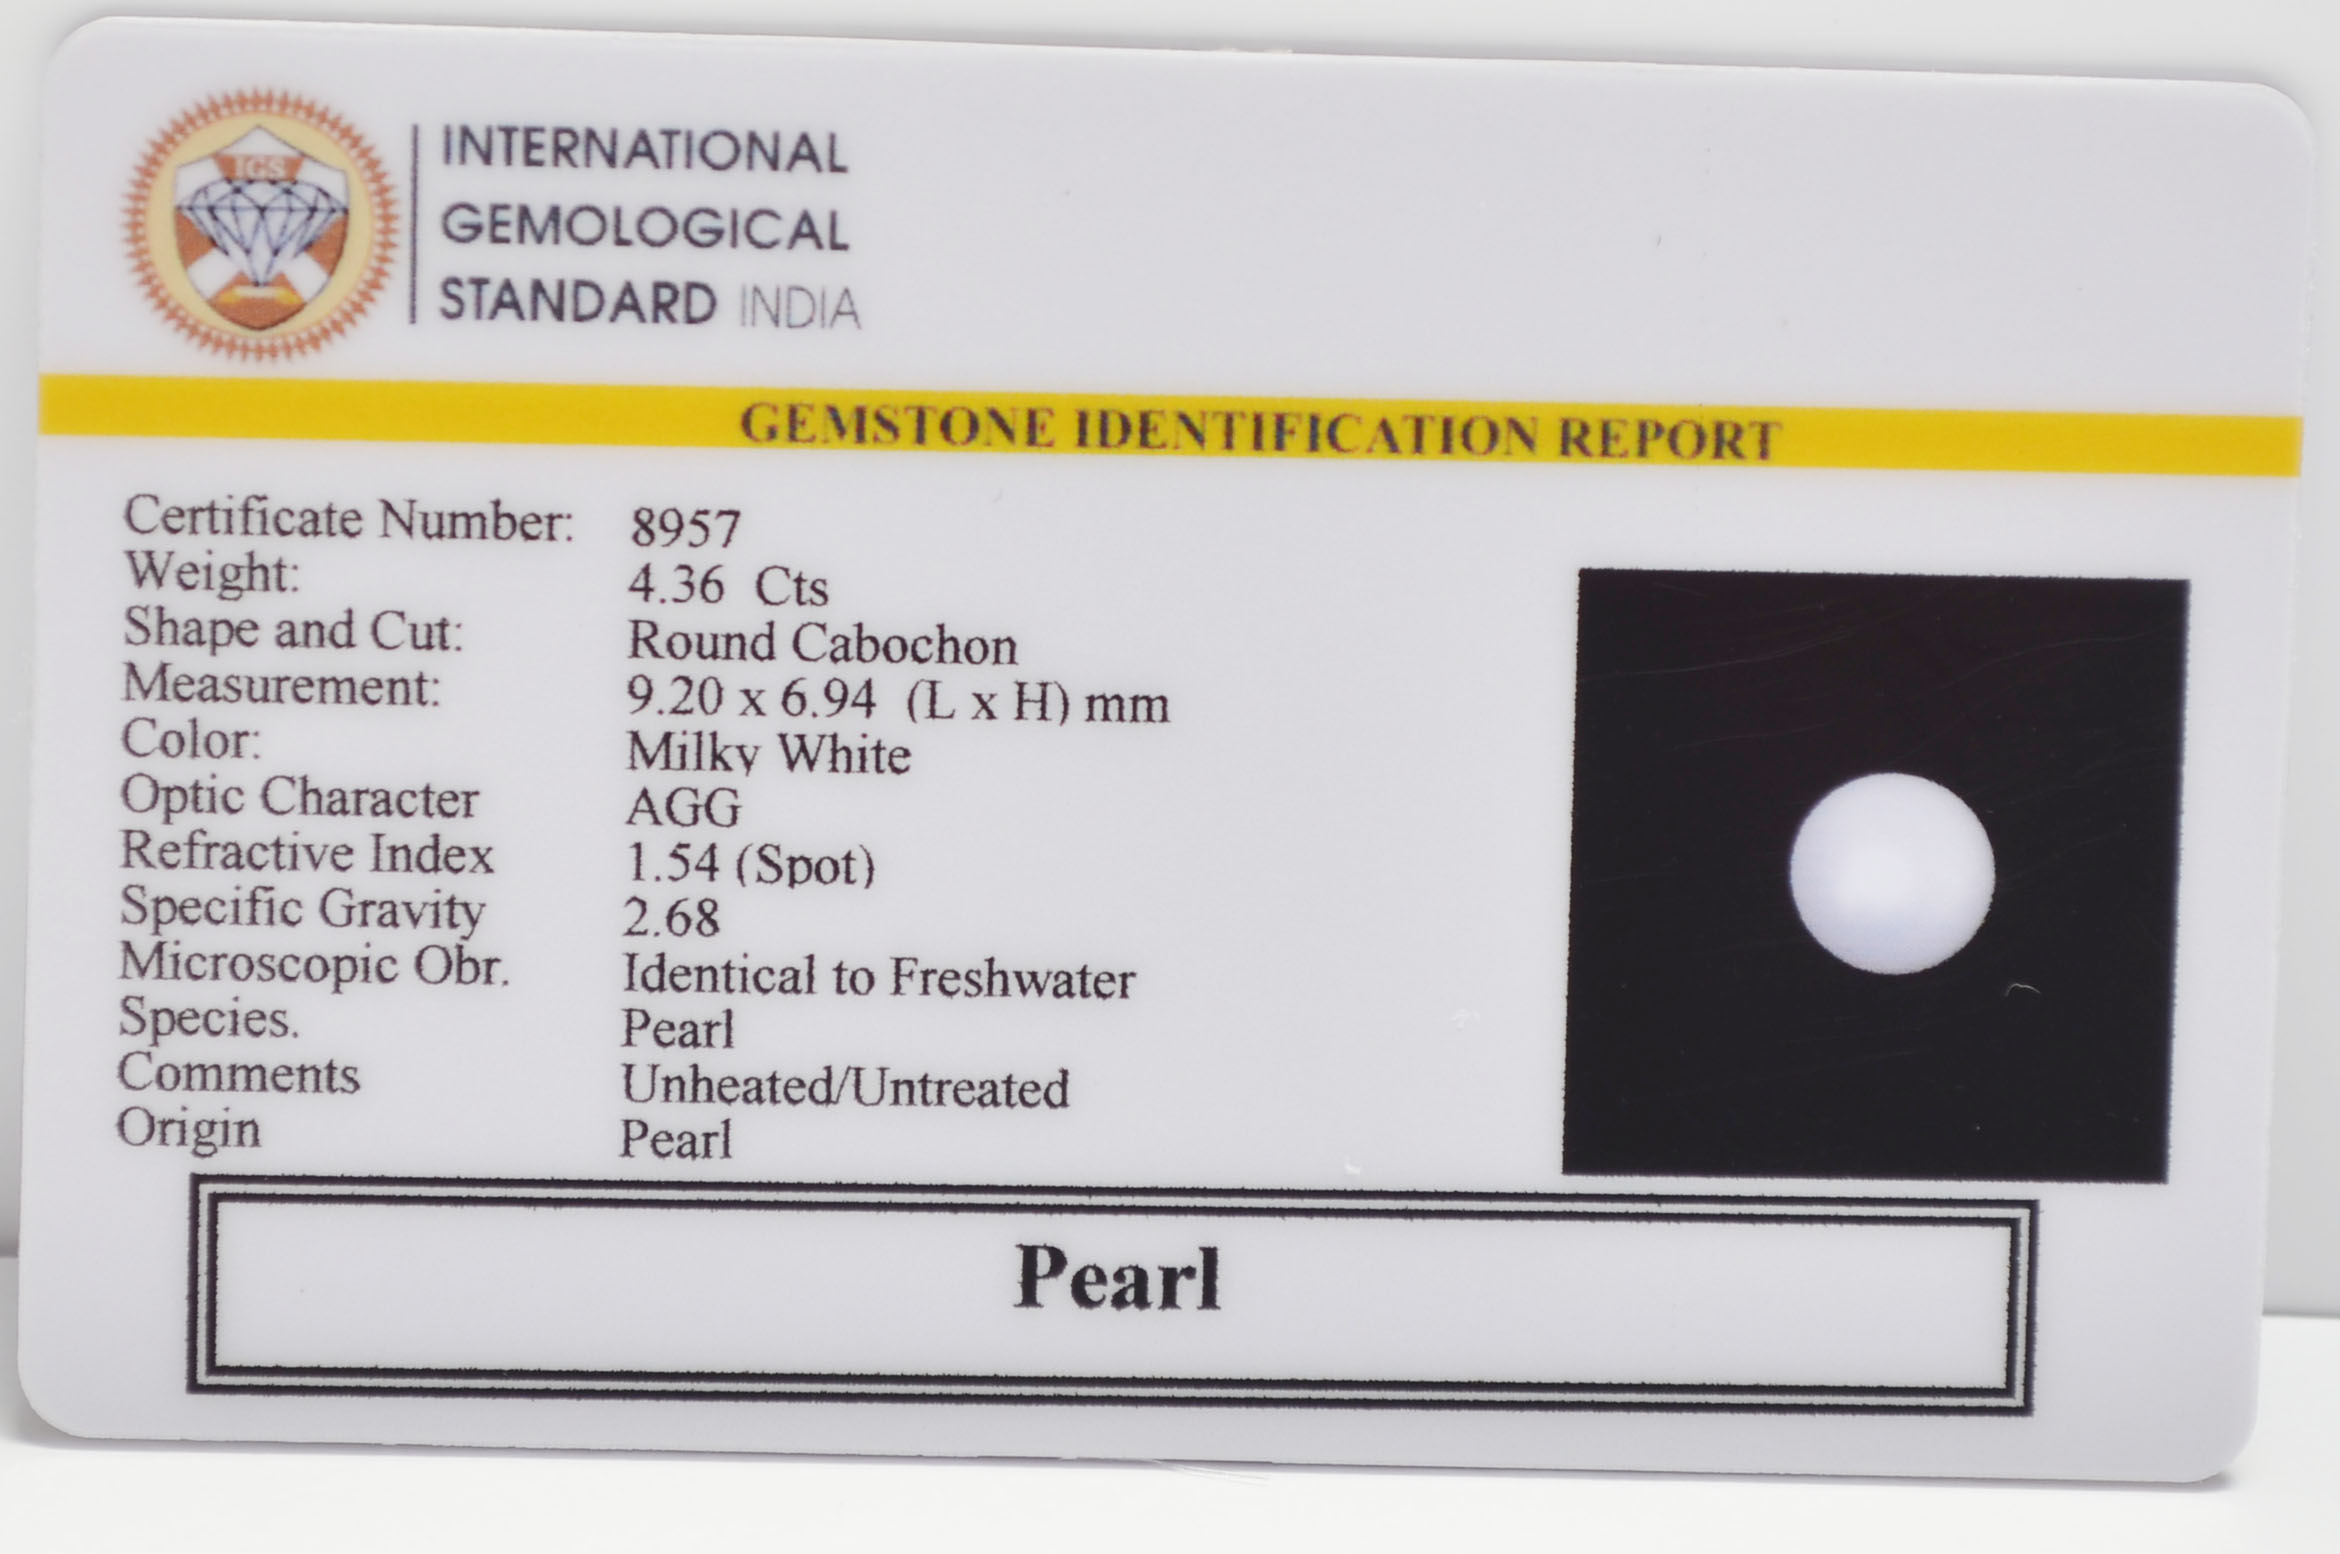 IGS
INTERNATIONAL
GEMOLOGICAL
STANDARD INDIA
GEMSTONE IDENTIFICATION REPORT
Certificate Number: 8957
Weight: 4.36 Cts
Shape and Cut: Round Cabochon
Measurement: 9.20 x 6.94 (L x H) mm
Color: Milky White
Optic Character AGG
Refractive Index 1.54 (Spot)
Specific Gravity 2.68
Microscopic Obr. Identical to Freshwater
Species. Pearl
Comments Unheated/Untreated
Origin Pearl
Pearl